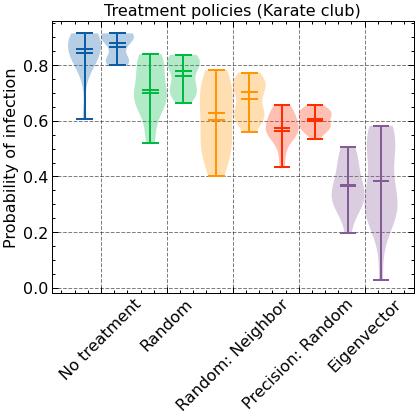 Treatment policies (Karate club)
Probability of infection
0.8
0.6
0.4
0.2
0.0
No treatment
Random
Random: Neighbor
Precision: Random
Eigenvector